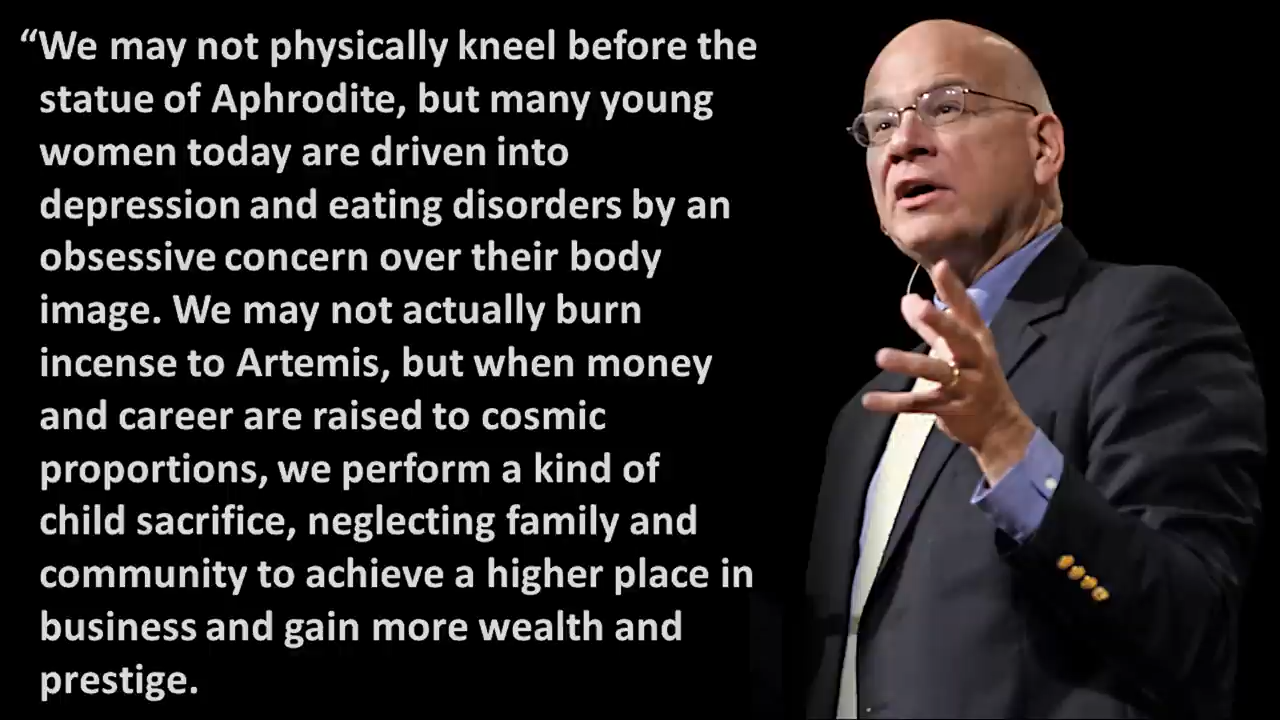 “We may not physically kneel before the
statue of Aphrodite, but many young
women today are driven into
depression and eating disorders by an
obsessive concern over their body
image. We may not actually burn
incense to Artemis, but when money
and career are raised to cosmic
proportions, we perform a kind of
child sacrifice, neglecting family and
community to achieve a higher place in
business and gain more wealth and
prestige.